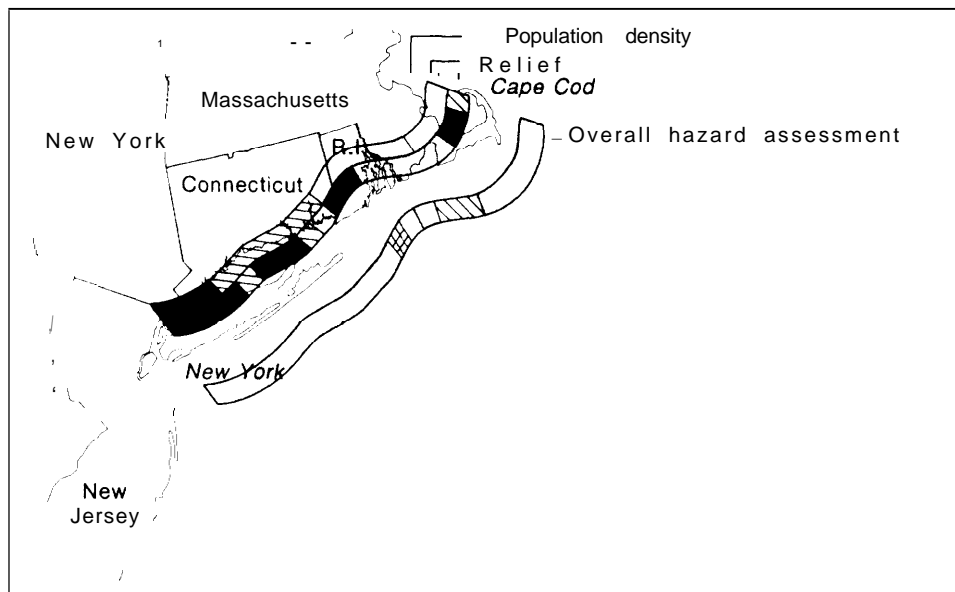 Population density
Relief
Cape Cod
Massachusetts
New York
Overall hazard assessment
R.I.
Connecticut
New York
New
Jersey